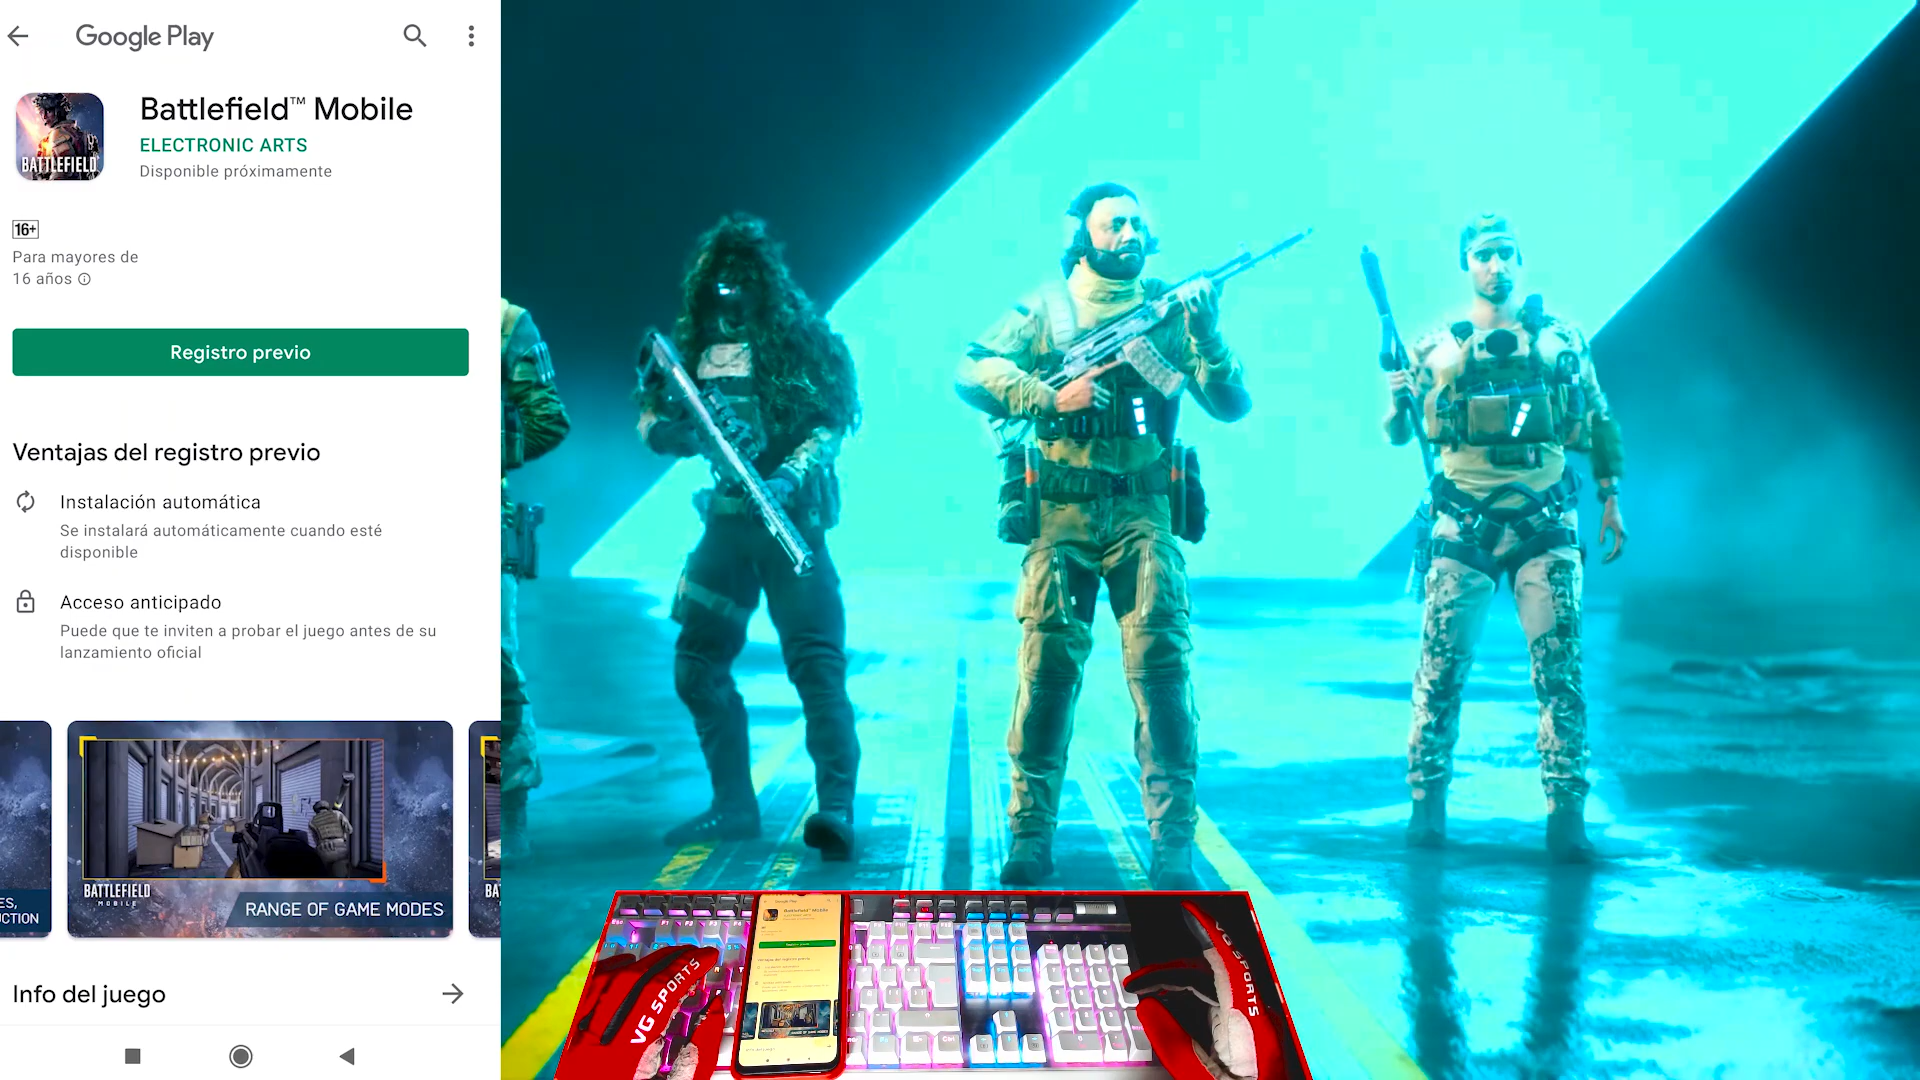 Google Play
Battlefield™ Mobile
ELECTRONIC ARTS
Disponible próximamente
BATTLEFIELD
16+
Para mayores de
16 años
Registro previo
Ventajas del registro previo
Instalación automática
Se instalará automáticamente cuando esté
disponible
Acceso anticipado
Puede que te inviten a probar el juego antes de su
lanzamiento oficial
BATTLEFIELD
MOBILE
RANGE OF GAME MODES
Info del juego
VG SPORTS
VG SPORTS